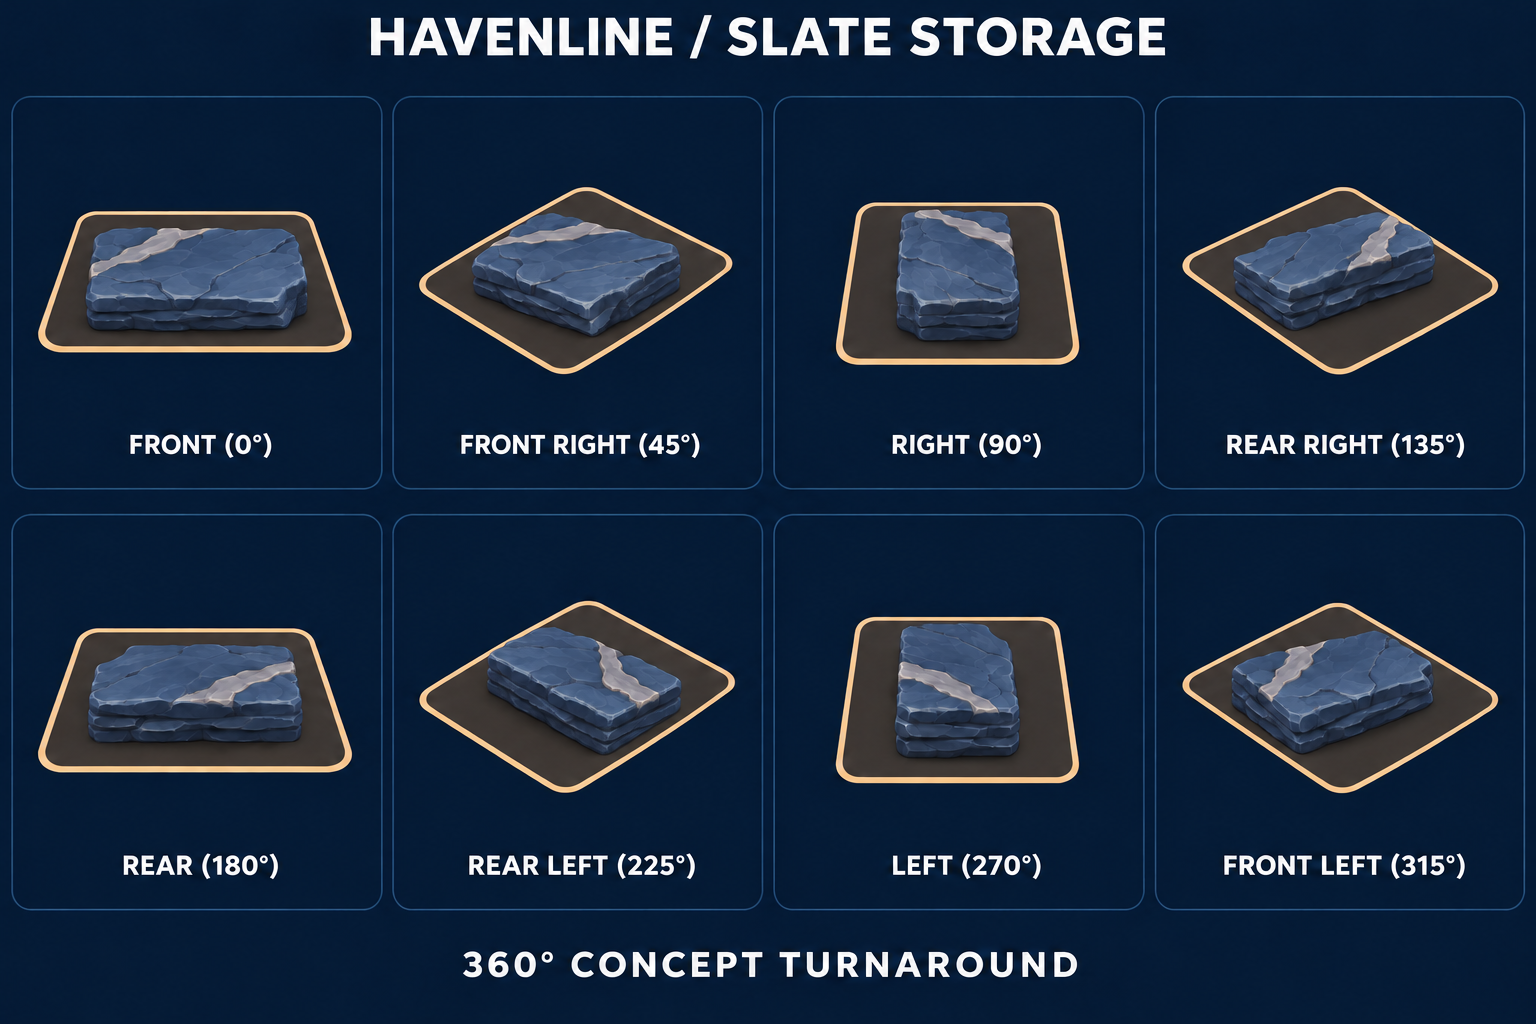 HAVENLINE / SLATE STORAGE
FRONT (0°)
FRONT RIGHT (45°)
RIGHT (90°)
REAR RIGHT (135°)
REAR (180°)
REAR LEFT (225°)
LEFT (270°)
FRONT LEFT (315°)
360° CONCEPT TURNAROUND